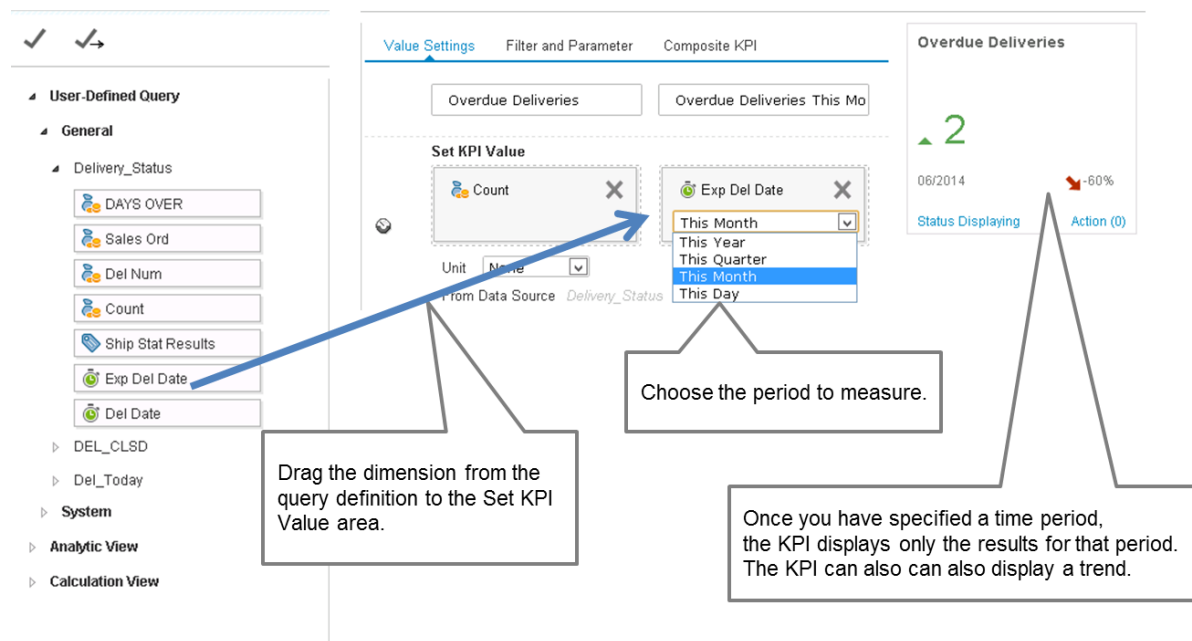 User-Defined Query
General
Delivery_Status
DAYS OVER
Sales Ord
Del Num
Count
Ship Stat Results
Exp Del Date
Del Date
DEL_CLSD
Del_Today
System
Analytic View
Calculation View
Value Settings Filter and Parameter Composite KPI
Overdue Deliveries Overdue Deliveries This Mo
Set KPI Value
Count Exp Del Date
This Month
This Year
This Quarter
This Month
This Day
Unit None
From Data Source Delivery_Status
Overdue Deliveries
2
06/2014 -60%
Status Displaying Action (0)
Choose the period to measure.
Drag the dimension from the
query definition to the Set KPI
Value area.
Once you have specified a time period,
the KPI displays only the results for that period.
The KPI can also can also display a trend.